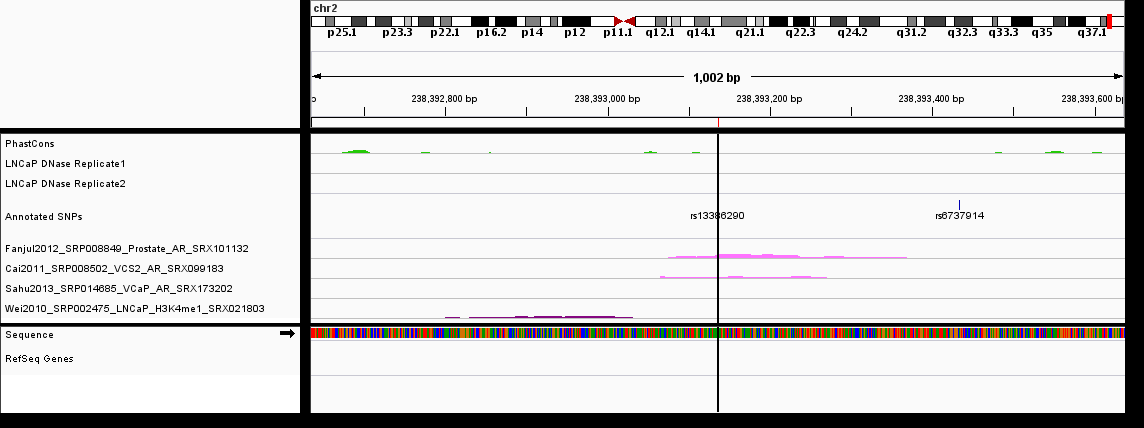 chr2
p25.1 p23.3 p22.1 p16.2 p14 p12 p11.1 q12.1 q14.1 q21.1 q22.3 q24.2 q31.2 q32.3 q33.3 q35 q37.1
1,002 bp
238,392,800 bp 238,393,000 bp 238,393,200 bp 238,393,400 bp 238,393,600 bp
PhastCons
LNCaP DNase Replicate1
LNCaP DNase Replicate2
Annotated SNPs rs13386290 rs6737914
Fanjul2012_SRP008849_Prostate_AR_SRX101132
Cai2011_SRP008502_VCS2_AR_SRX099183
Sahu2013_SRP014685_VCaP_AR_SRX173202
Wei2010_SRP002475_LNCaP_H3K4me1_SRX021803
Sequence
RefSeq Genes